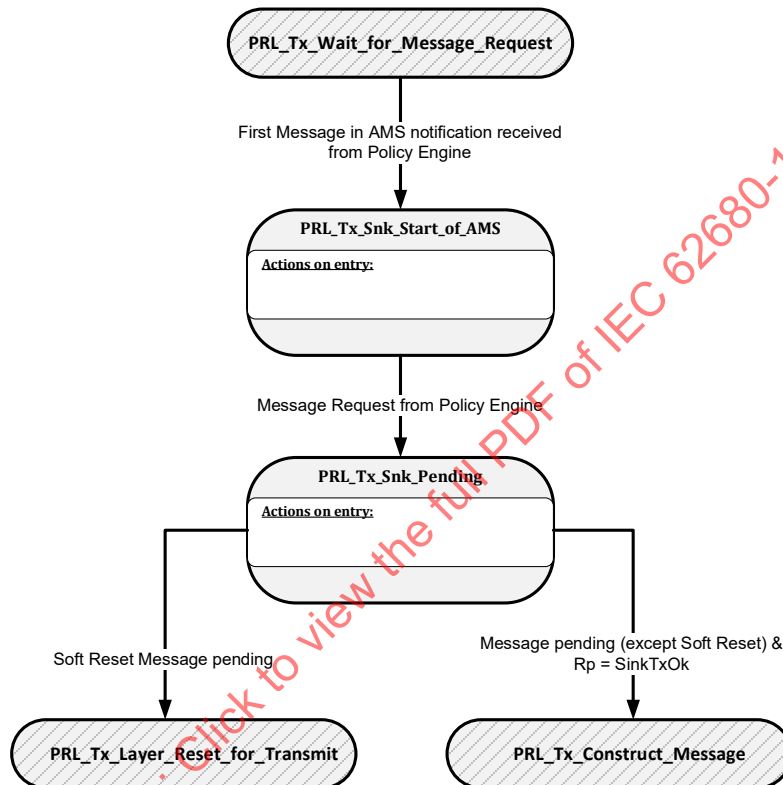 PRL_Tx_Wait_for_Message_Request
First Message in AMS notification received
from Policy Engine
PRL_Tx_Snk_Start_of_AMS
Actions on entry:
Message Request from Policy Engine
PRL_Tx_Snk_Pending
Actions on entry:
Soft Reset Message pending
Message pending (except Soft Reset) &
Rp = SinkTxOk
PRL_Tx_Layer_Reset_for_Transmit
PRL_Tx_Construct_Message
: Click to view the full PDF of IEC 62680-1